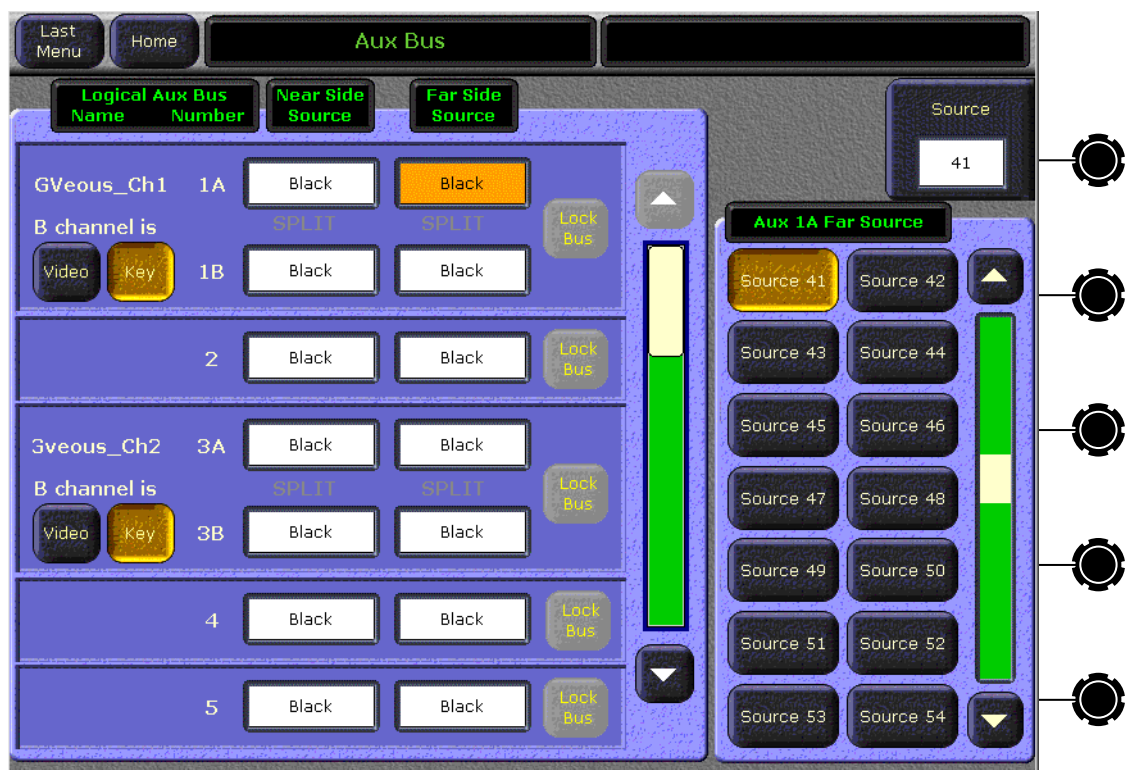 Last Menu
Home
Aux Bus
Logical Aux Bus
Name Number
Near Side Source
Far Side Source
Source
41
GVeous_Ch1 1A Black Black
B channel is SPLIT SPLIT Lock Bus
Video Key 1B Black Black
2 Black Black Lock Bus
3veous_Ch2 3A Black Black
B channel is SPLIT SPLIT Lock Bus
Video Key 3B Black Black
4 Black Black Lock Bus
5 Black Black Lock Bus
Aux 1A Far Source
Source 41 Source 42
Source 43 Source 44
Source 45 Source 46
Source 47 Source 48
Source 49 Source 50
Source 51 Source 52
Source 53 Source 54